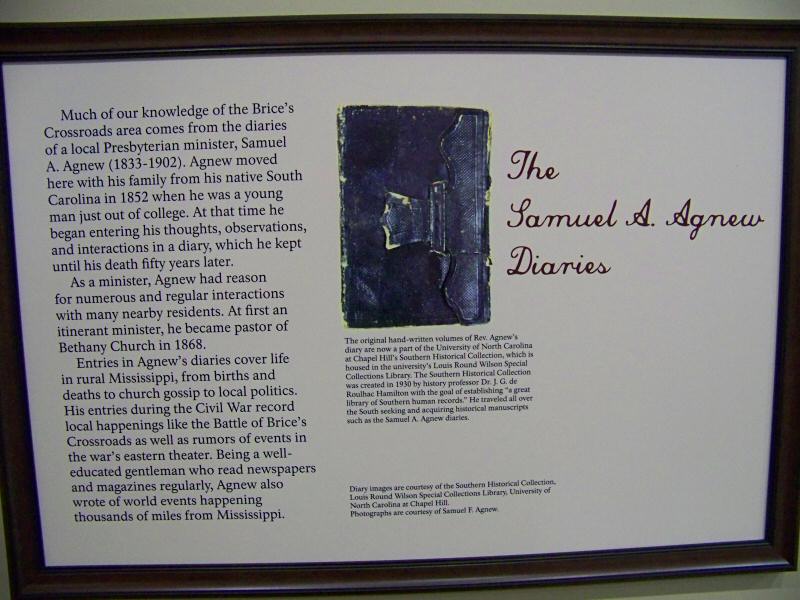 Much of our knowledge of the Brice's
Crossroads area comes from the diaries
of a local Presbyterian minister, Samuel
A. Agnew (1833-1902). Agnew moved
here with his family from his native South
Carolina in 1852 when he was a young
man just out of college. At that time he
began entering his thoughts, observations,
and interactions in a diary, which he kept
until his death fifty years later.
As a minister, Agnew had reason
for numerous and regular interactions
with many nearby residents. At first an
itinerant minister, he became pastor of
Bethany Church in 1868.
Entries in Agnew's diaries cover life
in rural Mississippi, from births and
deaths to church gossip to local politics.
His entries during the Civil War record
local happenings like the Battle of Brice's
Crossroads as well as rumors of events in
the war's eastern theater. Being a well-
educated gentleman who read newspapers
and magazines regularly, Agnew also
wrote of world events happening
thousands of miles from Mississippi.
The original hand-written volumes of Rev. Agnew's
diary are now a part of the University of North Carolina
at Chapel Hill's Southern Historical Collection, which is
housed in the university's Louis Round Wilson Special
Collections Library. The Southern Historical Collection
was created in 1930 by history professor Dr. J. G. de
Roulhac Hamilton with the goal of establishing "a great
library of Southern human records." He traveled all over
the South seeking and acquiring historical manuscripts
such as the Samuel A. Agnew diaries.
Diary images are courtesy of the Southern Historical Collection,
Louis Round Wilson Special Collections Library, University of
North Carolina at Chapel Hill.
Photographs are courtesy of Samuel F. Agnew.
The
Samuel A. Agnew
Diaries